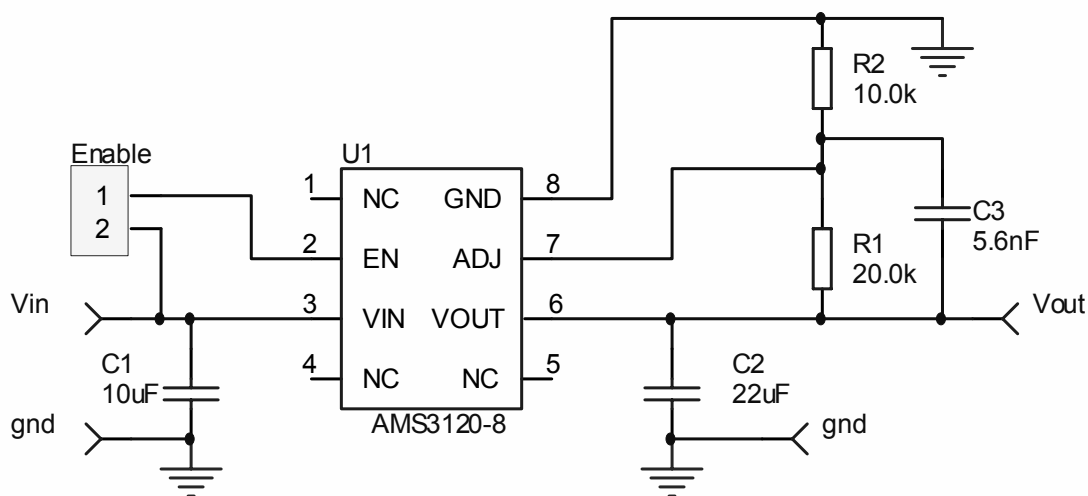 R2
10.0k
Enable
1
2
U1
1
NC
GND
8
2
EN
ADJ
7
R1
20.0k
C3
5.6nF
Vin
3
VIN
VOUT
6
Vout
C1
10uF
4
NC
NC
5
C2
22uF
gnd
AMS3120-8
gnd